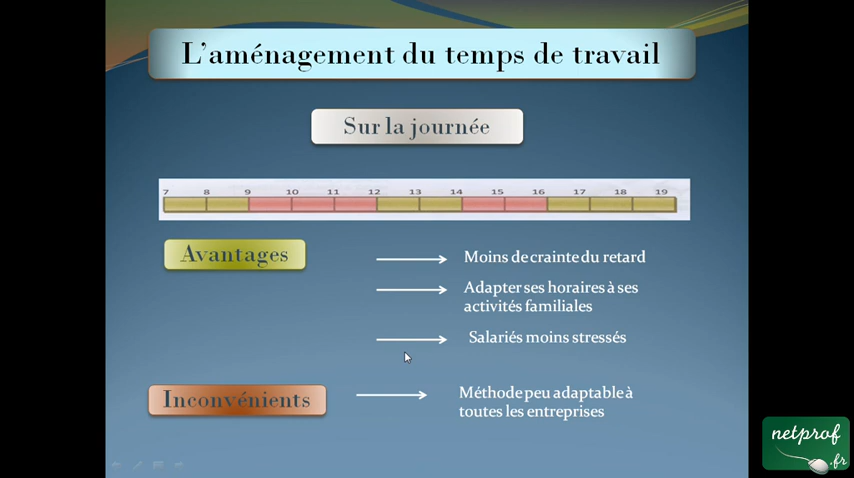 L'aménagement du temps de travail
Sur la journée
7 8 9 10 11 12 13 14 15 16 17 18 19
Avantages
Moins de crainte du retard
Adapter ses horaires à ses
activités familiales
Salariés moins stressés
Inconvénients
Méthode peu adaptable à
toutes les entreprises
netprof
.fr